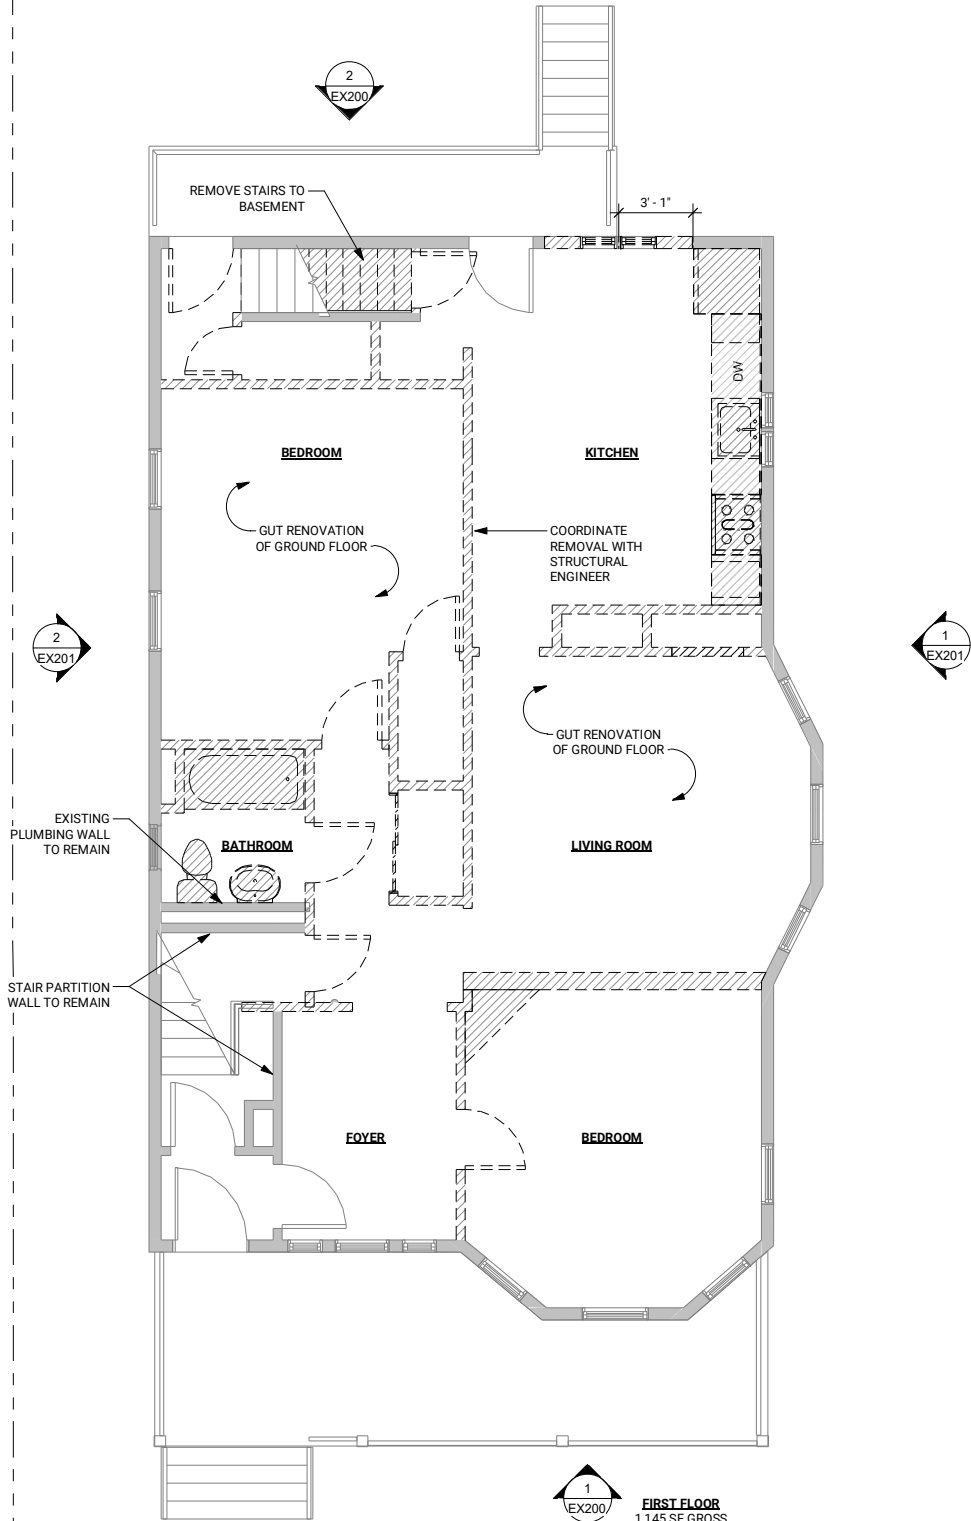 2
EX200
REMOVE STAIRS TO
BASEMENT
3' - 1"
DW
BEDROOM
KITCHEN
GUT RENOVATION
OF GROUND FLOOR
COORDINATE
REMOVAL WITH
STRUCTURAL
ENGINEER
2
EX201
1
EX201
GUT RENOVATION
OF GROUND FLOOR
EXISTING
PLUMBING WALL
TO REMAIN
BATHROOM
LIVING ROOM
STAIR PARTITION
WALL TO REMAIN
FOYER
BEDROOM
1
EX200
FIRST FLOOR
1,145 SF GROSS